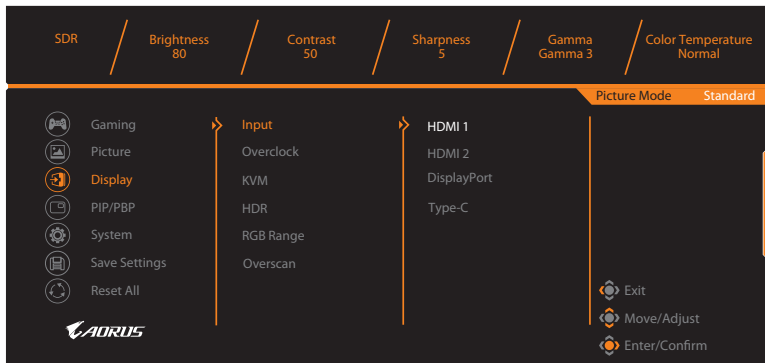 SDR
Brightness
80
Contrast
50
Sharpness
5
Gamma
Gamma 3
Color Temperature
Normal
Picture Mode Standard
Gaming
Picture
Display
PIP/PBP
System
Save Settings
Reset All
Input
Overclock
KVM
HDR
RGB Range
Overscan
HDMI 1
HDMI 2
DisplayPort
Type-C
Exit
Move/Adjust
Enter/Confirm
AORUS